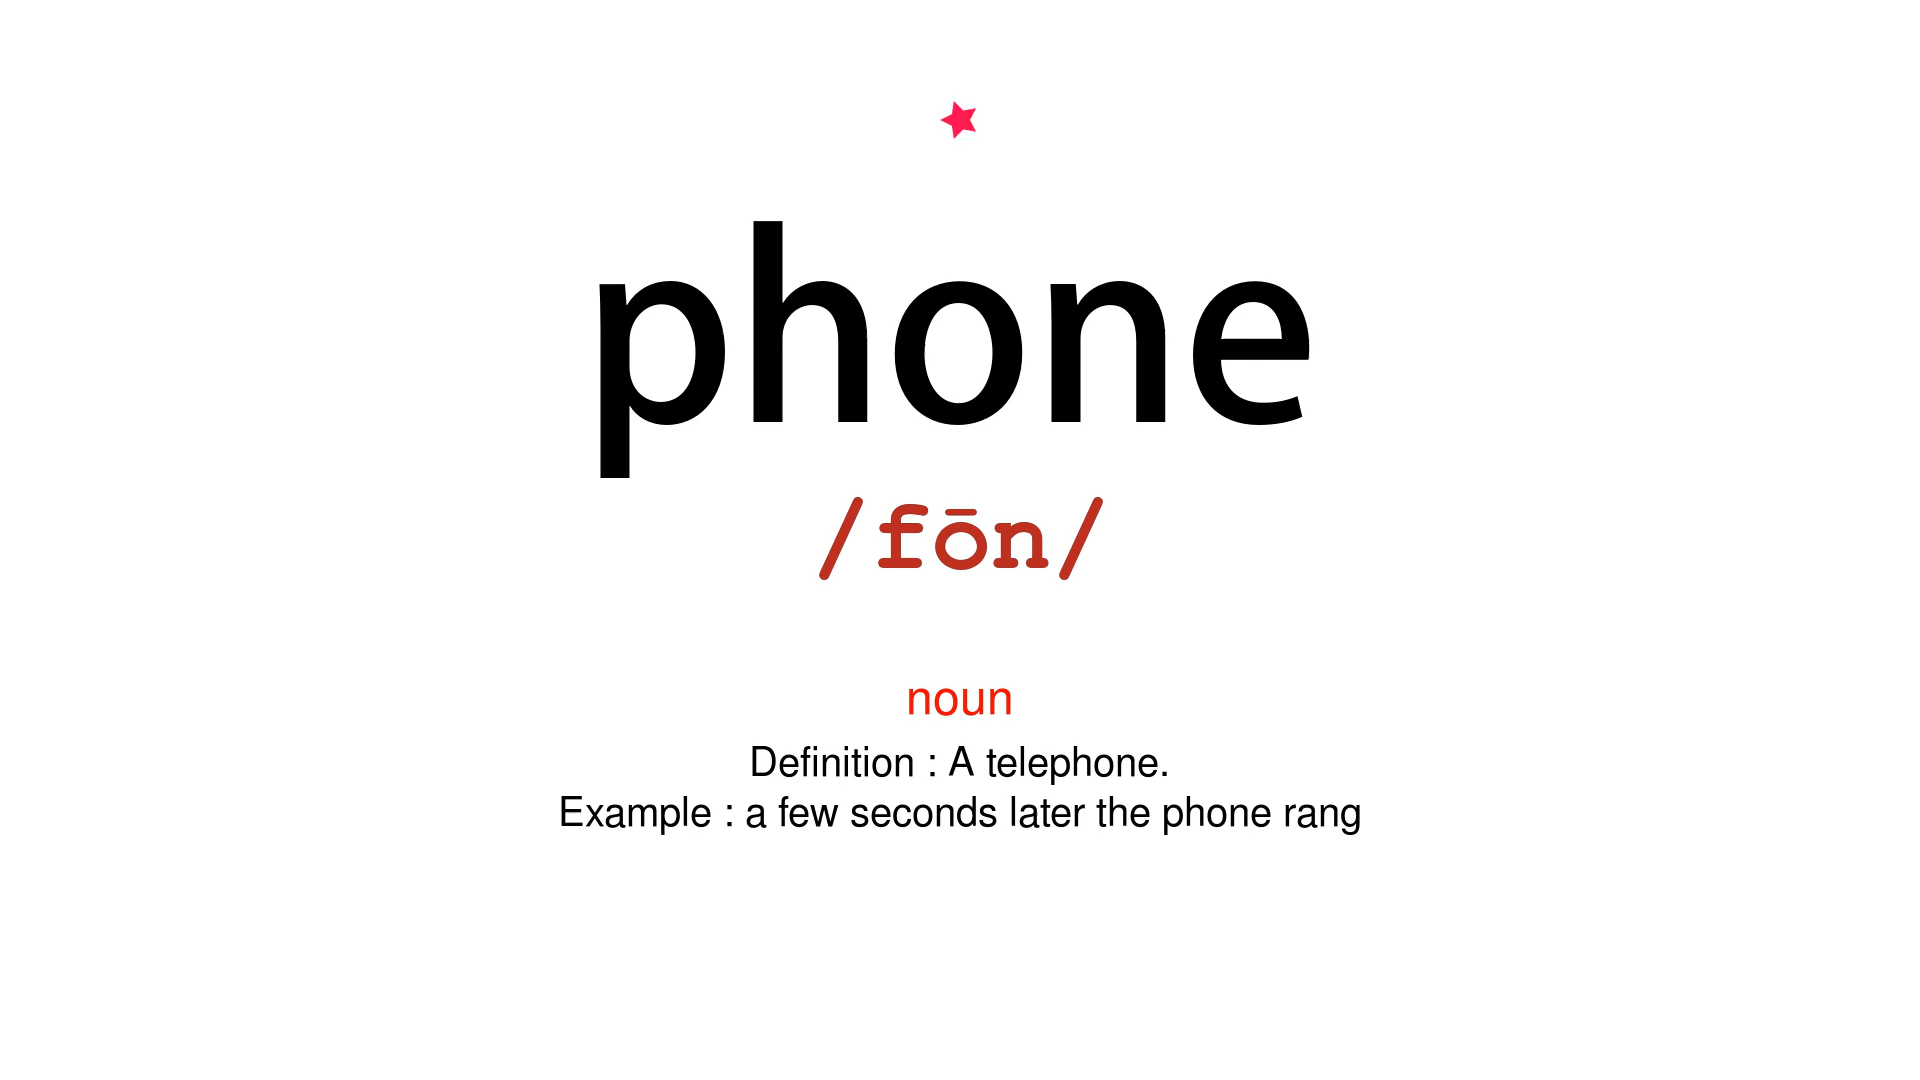 phone
/fōn/
noun
Definition : A telephone.
Example : a few seconds later the phone rang